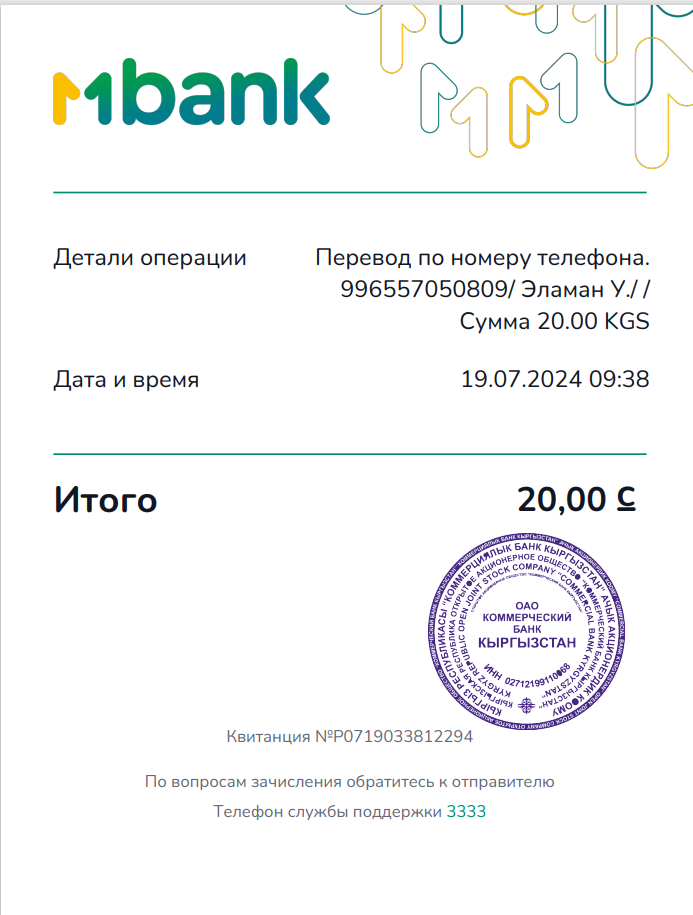 Mbank
Детали операции
Перевод по номеру телефона.
996557050809/ Эламан У./ /
Сумма 20.00 KGS
Дата и время
19.07.2024 09:38
Итого
20,00 С
КЫРГЫЗ РЕСПУБЛИКАСЫ "КОММЕРЦИЯЛЫК БАНК КЫРГЫЗСТАН" АЧЫК АКЦИОНЕРДИК КООМУ
КЫРГЫЗСКАЯ РЕСПУБЛИКА ОТКРЫТОЕ АКЦИОНЕРНОЕ ОБЩЕСТВО "КОММЕРЧЕСКИЙ БАНК КЫРГЫЗСТАН"
KYRGYZ REPUBLIC OPEN JOINT STOCK COMPANY "COMMERCIAL BANK KYRGYZSTAN"
ОАО
КОММЕРЧЕСКИЙ
БАНК
КЫРГЫЗСТАН
ИНН 02712199110068
Квитанция №P0719033812294
По вопросам зачисления обратитесь к отправителю
Телефон службы поддержки 3333